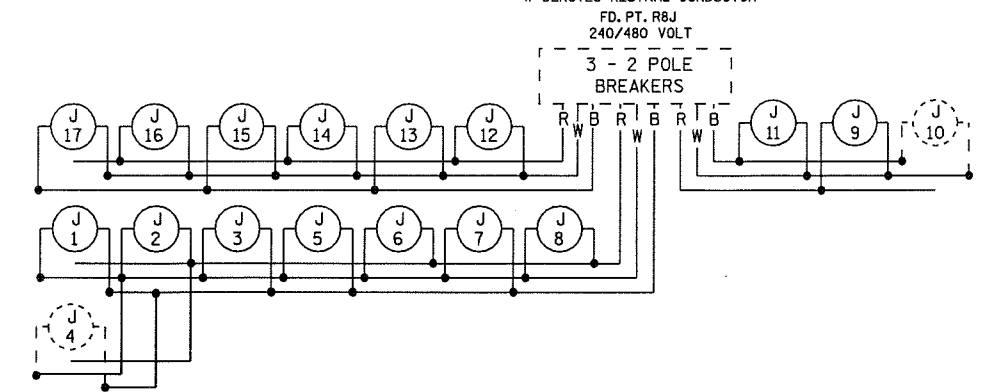 FD. PT. R8J
240/480 VOLT
3 - 2 POLE
BREAKERS
R W B R W B R W B
J 17
J 16
J 15
J 14
J 13
J 12
J 11
J 9
J 10
J 1
J 2
J 3
J 5
J 6
J 7
J 8
J 4